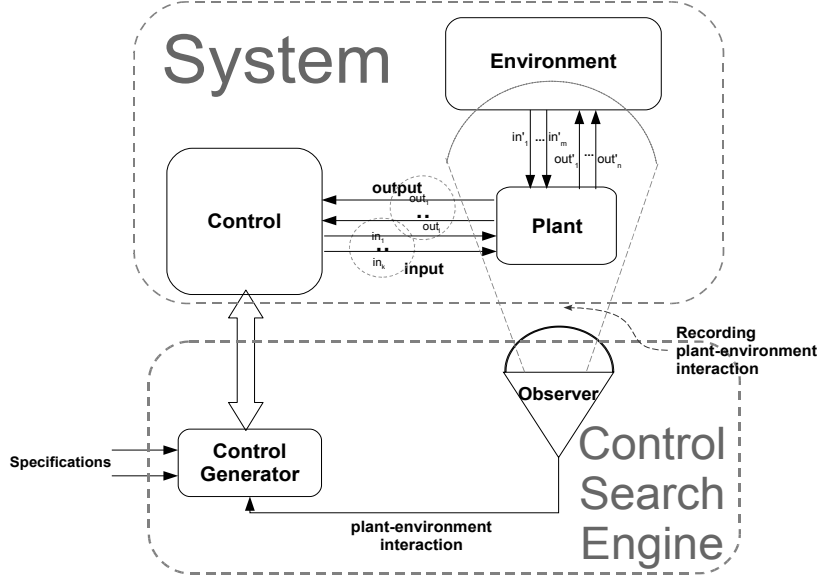 System
Environment
in'₁ ... in'ₘ
out'₁ ... out'ₙ
Control
output
out₁
..
outₗ
in₁
..
inₖ
input
Plant
Recording
plant-environment
interaction
Observer
Control
Generator
Specifications
plant-environment
interaction
Control
Search
Engine